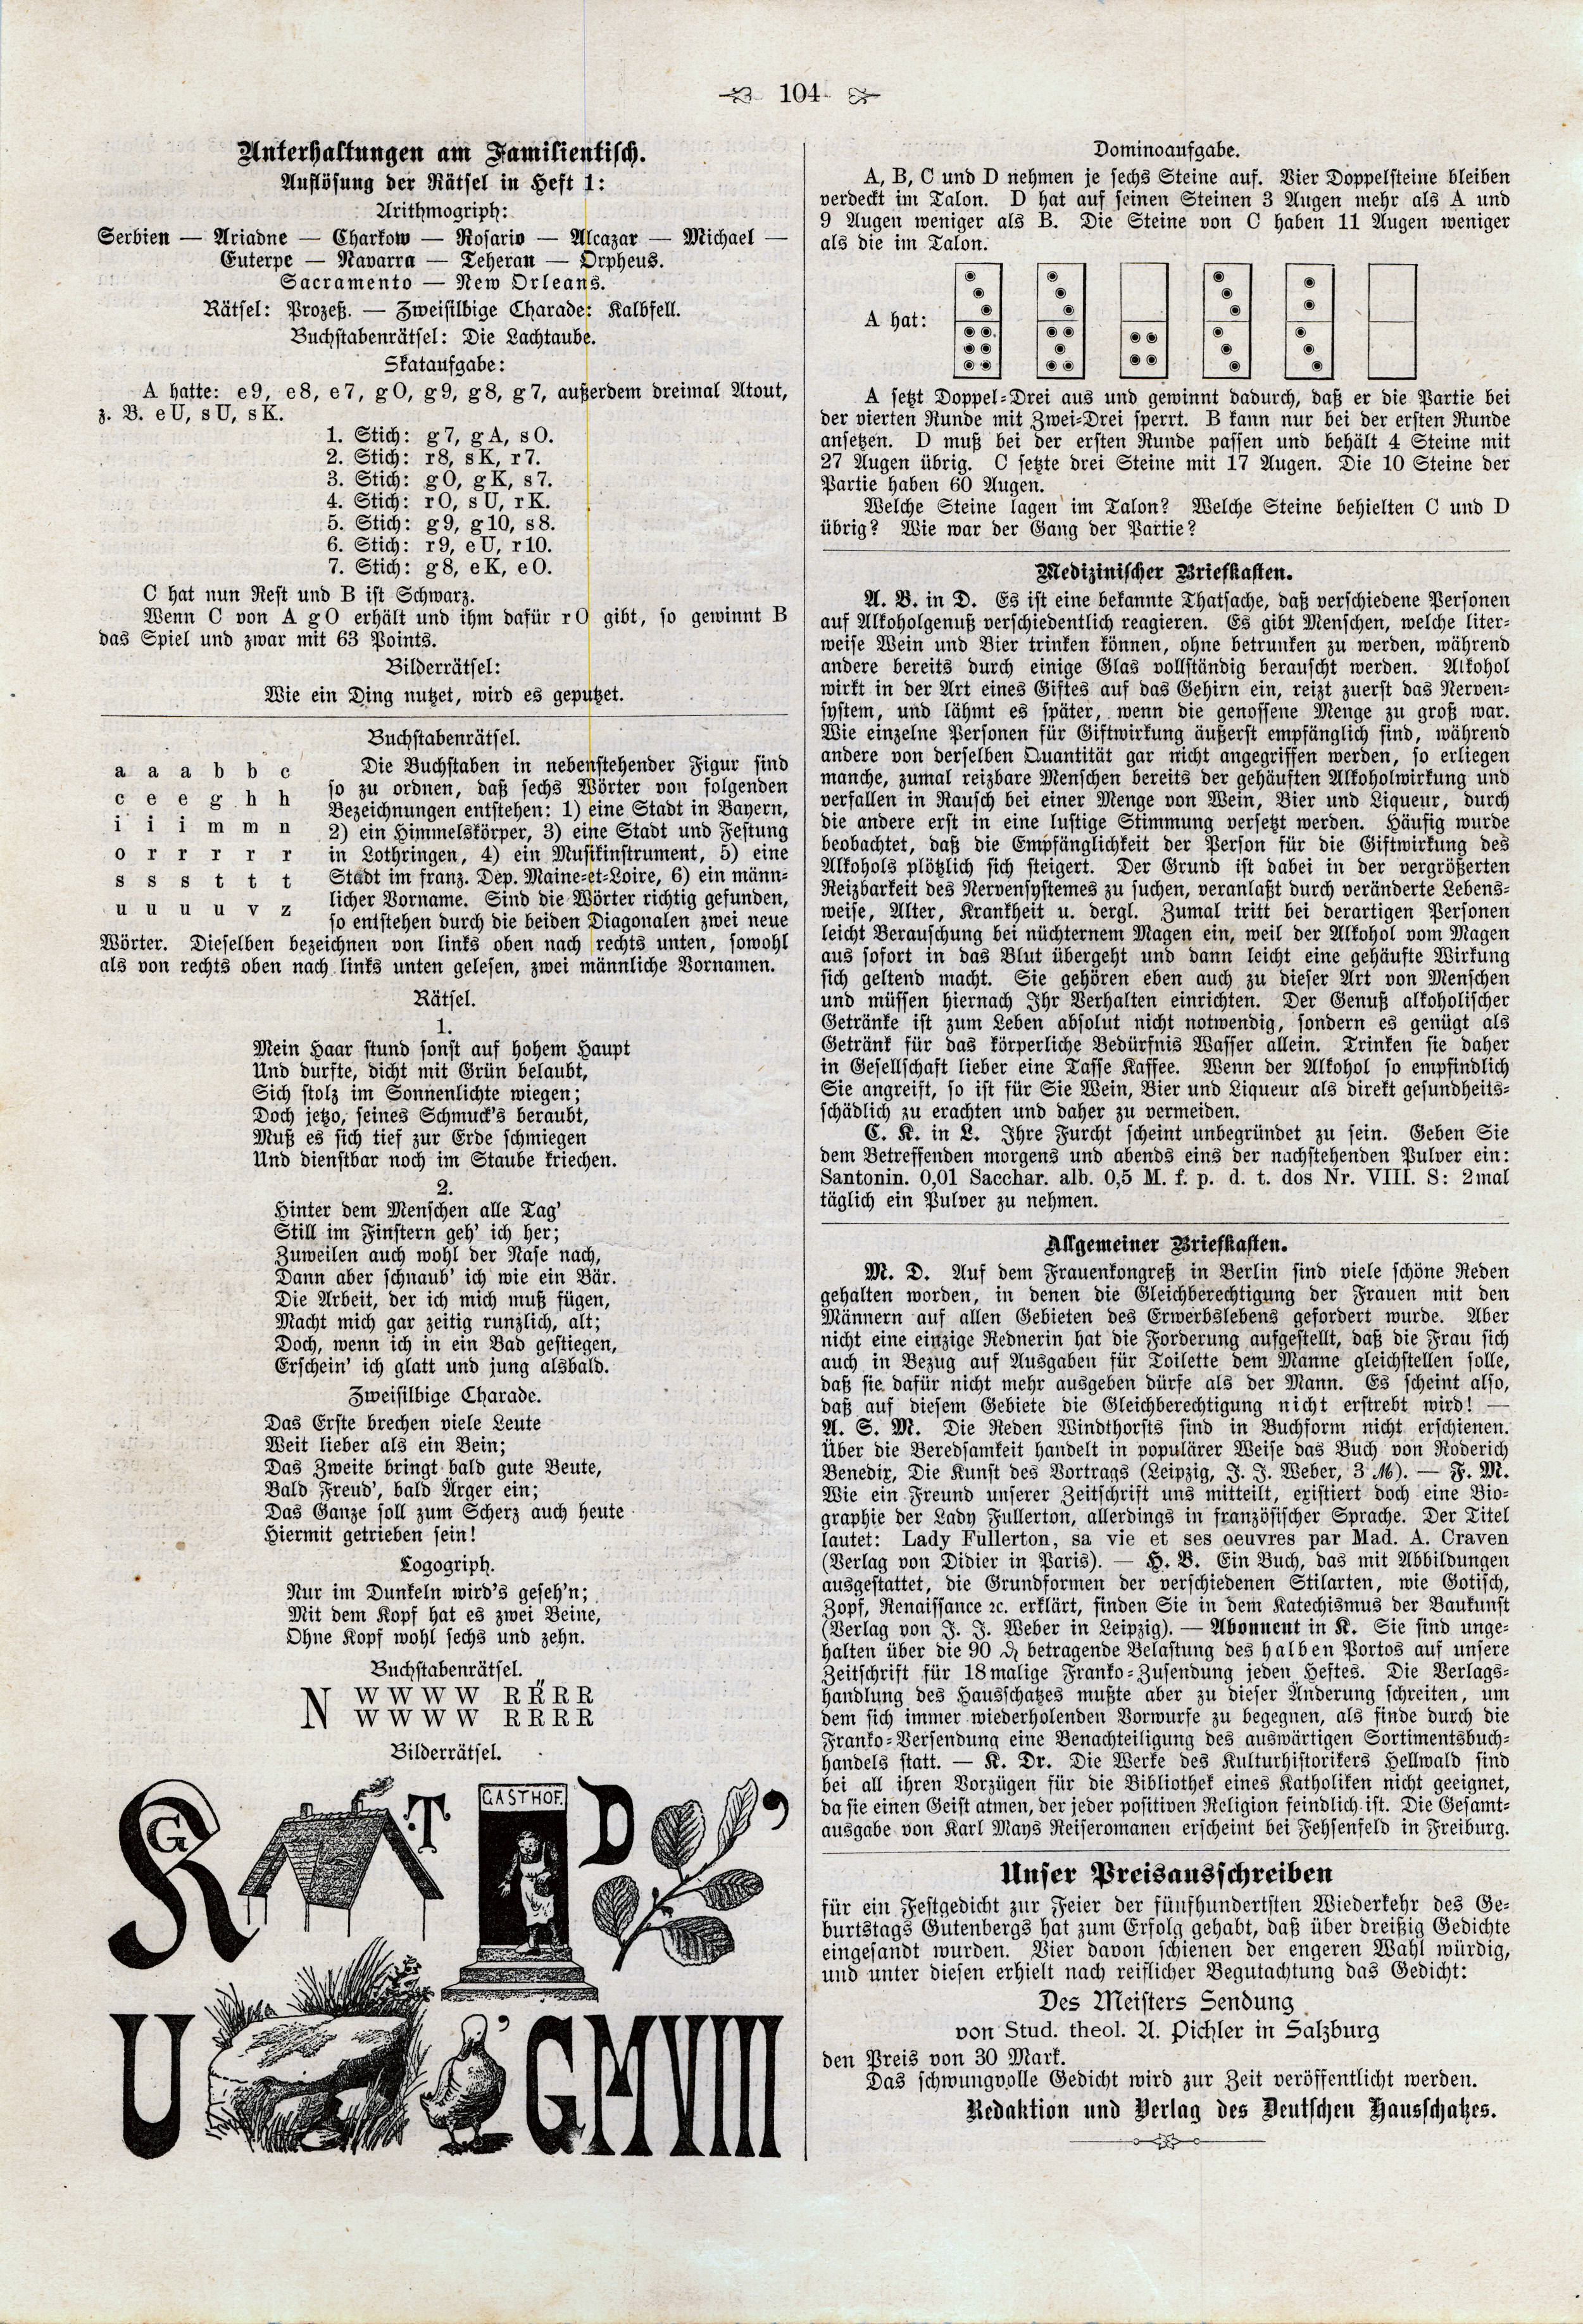 104
Unterhaltungen am Familientisch.
Auflösung der Rätsel in Heft 1:
Arithmogriph:
Serbien — Ariadne — Charkow — Rosario — Alcazar — Michael —
Euterpe — Navarra — Teheran — Orpheus.
Sacramento — New Orleans.
Rätsel: Prozeß. — Zweisilbige Charade: Kalbfell.
Buchstabenrätsel: Die Lachtaube.
Skataufgabe:
A hatte: e9, e8, e7, gO, g9, g8, g7, außerdem dreimal Atout,
z. B. eU, sU, sK.
1. Stich: g7, gA, sO.
2. Stich: r8, sK, r7.
3. Stich: gO, gK, s7.
4. Stich: rO, sU, rK.
5. Stich: g9, g10, s8.
6. Stich: r9, eU, r10.
7. Stich: g8, eK, eO.
C hat nun Rest und B ist Schwarz.
Wenn C von A gO erhält und ihm dafür rO gibt, so gewinnt B
das Spiel und zwar mit 63 Points.
Bilderrätsel:
Wie ein Ding nutzet, wird es geputzet.
Buchstabenrätsel.
a a a b b c
c e e g h h
i i i m m n
o r r r r r
s s s t t t
u u u u v z
Die Buchstaben in nebenstehender Figur sind
so zu ordnen, daß sechs Wörter von folgenden
Bezeichnungen entstehen: 1) eine Stadt in Bayern,
2) ein Himmelskörper, 3) eine Stadt und Festung
in Lothringen, 4) ein Musikinstrument, 5) eine
Stadt im franz. Dép. Maine-et-Loire, 6) ein männ-
licher Vorname. Sind die Wörter richtig gefunden,
so entstehen durch die beiden Diagonalen zwei neue
Wörter. Dieselben bezeichnen von links oben nach rechts unten, sowohl
als von rechts oben nach links unten gelesen, zwei männliche Vornamen.
Rätsel.
1.
Mein Haar stund sonst auf hohem Haupt
Und durfte, dicht mit Grün belaubt,
Sich stolz im Sonnenlichte wiegen;
Doch jetzo, seines Schmuck's beraubt,
Muß es sich tief zur Erde schmiegen
Und dienstbar noch im Staube kriechen.
2.
Hinter dem Menschen alle Tag'
Still im Finstern geh' ich her;
Zuweilen auch wohl der Nase nach,
Dann aber schnaub' ich wie ein Bär.
Die Arbeit, der ich mich muß fügen,
Macht mich gar zeitig runzlich, alt;
Doch, wenn ich in ein Bad gestiegen,
Erschein' ich glatt und jung alsbald.
Zweisilbige Charade.
Das Erste brechen viele Leute
Weit lieber als ein Bein;
Das Zweite bringt bald gute Beute,
Bald Freud', bald Ärger ein;
Das Ganze soll zum Scherz auch heute
Hiermit getrieben sein!
Logogriph.
Nur im Dunkeln wird's geseh'n;
Mit dem Kopf hat es zwei Beine,
Ohne Kopf wohl sechs und zehn.
Buchstabenrätsel.
N W W W W R R̈ R R
W W W W R R R R
Bilderrätsel.
K G T GASTHOF. D ,
U ' GMVIII
Dominoaufgabe.
A, B, C und D nehmen je sechs Steine auf. Vier Doppelsteine bleiben
verdeckt im Talon. D hat auf seinen Steinen 3 Augen mehr als A und
9 Augen weniger als B. Die Steine von C haben 11 Augen weniger
als die im Talon.
A hat:
A setzt Doppel-Drei aus und gewinnt dadurch, daß er die Partie bei
der vierten Runde mit Zwei-Drei sperrt. B kann nur bei der ersten Runde
ansetzen. D muß bei der ersten Runde passen und behält 4 Steine mit
27 Augen übrig. C setzte drei Steine mit 17 Augen. Die 10 Steine der
Partie haben 60 Augen.
Welche Steine lagen im Talon? Welche Steine behielten C und D
übrig? Wie war der Gang der Partie?
Medizinischer Briefkasten.
A. B. in D. Es ist eine bekannte Thatsache, daß verschiedene Personen
auf Alkoholgenuß verschiedentlich reagieren. Es gibt Menschen, welche liter-
weise Wein und Bier trinken können, ohne betrunken zu werden, während
andere bereits durch einige Glas vollständig berauscht werden. Alkohol
wirkt in der Art eines Giftes auf das Gehirn ein, reizt zuerst das Nerven-
system, und lähmt es später, wenn die genossene Menge zu groß war.
Wie einzelne Personen für Giftwirkung äußerst empfänglich sind, während
andere von derselben Quantität gar nicht angegriffen werden, so erliegen
manche, zumal reizbare Menschen bereits der gehäuften Alkoholwirkung und
verfallen in Rausch bei einer Menge von Wein, Bier und Liqueur, durch
die andere erst in eine lustige Stimmung versetzt werden. Häufig wurde
beobachtet, daß die Empfänglichkeit der Person für die Giftwirkung des
Alkohols plötzlich sich steigert. Der Grund ist dabei in der vergrößerten
Reizbarkeit des Nervensystemes zu suchen, veranlaßt durch veränderte Lebens-
weise, Alter, Krankheit u. dergl. Zumal tritt bei derartigen Personen
leicht Berauschung bei nüchternem Magen ein, weil der Alkohol vom Magen
aus sofort in das Blut übergeht und dann leicht eine gehäufte Wirkung
sich geltend macht. Sie gehören eben auch zu dieser Art von Menschen
und müssen hiernach Ihr Verhalten einrichten. Der Genuß alkoholischer
Getränke ist zum Leben absolut nicht notwendig, sondern es genügt als
Getränk für das körperliche Bedürfnis Wasser allein. Trinken sie daher
in Gesellschaft lieber eine Tasse Kaffee. Wenn der Alkohol so empfindlich
Sie angreift, so ist für Sie Wein, Bier und Liqueur als direkt gesundheits-
schädlich zu erachten und daher zu vermeiden.
C. K. in L. Ihre Furcht scheint unbegründet zu sein. Geben Sie
dem Betreffenden morgens und abends eins der nachstehenden Pulver ein:
Santonin. 0,01 Sacchar. alb. 0,5 M. f. p. d. t. dos Nr. VIII. S: 2mal
täglich ein Pulver zu nehmen.
Allgemeiner Briefkasten.
M. D. Auf dem Frauenkongreß in Berlin sind viele schöne Reden
gehalten worden, in denen die Gleichberechtigung der Frauen mit den
Männern auf allen Gebieten des Erwerbslebens gefordert wurde. Aber
nicht eine einzige Rednerin hat die Forderung aufgestellt, daß die Frau sich
auch in Bezug auf Ausgaben für Toilette dem Manne gleichstellen solle,
daß sie dafür nicht mehr ausgeben dürfe als der Mann. Es scheint also,
daß auf diesem Gebiete die Gleichberechtigung nicht erstrebt wird! —
A. S. M. Die Reden Windthorsts sind in Buchform nicht erschienen.
Über die Beredsamkeit handelt in populärer Weise das Buch von Roderich
Benedix, Die Kunst des Vortrags (Leipzig, J. J. Weber, 3 ℳ). — F. M.
Wie ein Freund unserer Zeitschrift uns mitteilt, existiert doch eine Bio-
graphie der Lady Fullerton, allerdings in französischer Sprache. Der Titel
lautet: Lady Fullerton, sa vie et ses oeuvres par Mad. A. Craven
(Verlag von Didier in Paris). — H. B. Ein Buch, das mit Abbildungen
ausgestattet, die Grundformen der verschiedenen Stilarten, wie Gotisch,
Zopf, Renaissance ꝛc. erklärt, finden Sie in dem Katechismus der Baukunst
(Verlag von J. J. Weber in Leipzig). — Abonnent in K. Sie sind unge-
halten über die 90 ₰ betragende Belastung des halben Portos auf unsere
Zeitschrift für 18malige Franko-Zusendung jeden Heftes. Die Verlags-
handlung des Hausschatzes mußte aber zu dieser Änderung schreiten, um
dem sich immer wiederholenden Vorwurfe zu begegnen, als finde durch die
Franko-Versendung eine Benachteiligung des auswärtigen Sortimentsbuch-
handels statt. — K. Dr. Die Werke des Kulturhistorikers Hellwald sind
bei all ihren Vorzügen für die Bibliothek eines Katholiken nicht geeignet,
da sie einen Geist atmen, der jeder positiven Religion feindlich ist. Die Gesamt-
ausgabe von Karl Mays Reiseromanen erscheint bei Fehsenfeld in Freiburg.
Unser Preisausschreiben
für ein Festgedicht zur Feier der fünfhundertsten Wiederkehr des Ge-
burtstags Gutenbergs hat zum Erfolg gehabt, daß über dreißig Gedichte
eingesandt wurden. Vier davon schienen der engeren Wahl würdig,
und unter diesen erhielt nach reiflicher Begutachtung das Gedicht:
Des Meisters Sendung
von Stud. theol. A. Pichler in Salzburg
den Preis von 30 Mark.
Das schwungvolle Gedicht wird zur Zeit veröffentlicht werden.
Redaktion und Verlag des Deutschen Hausschatzes.